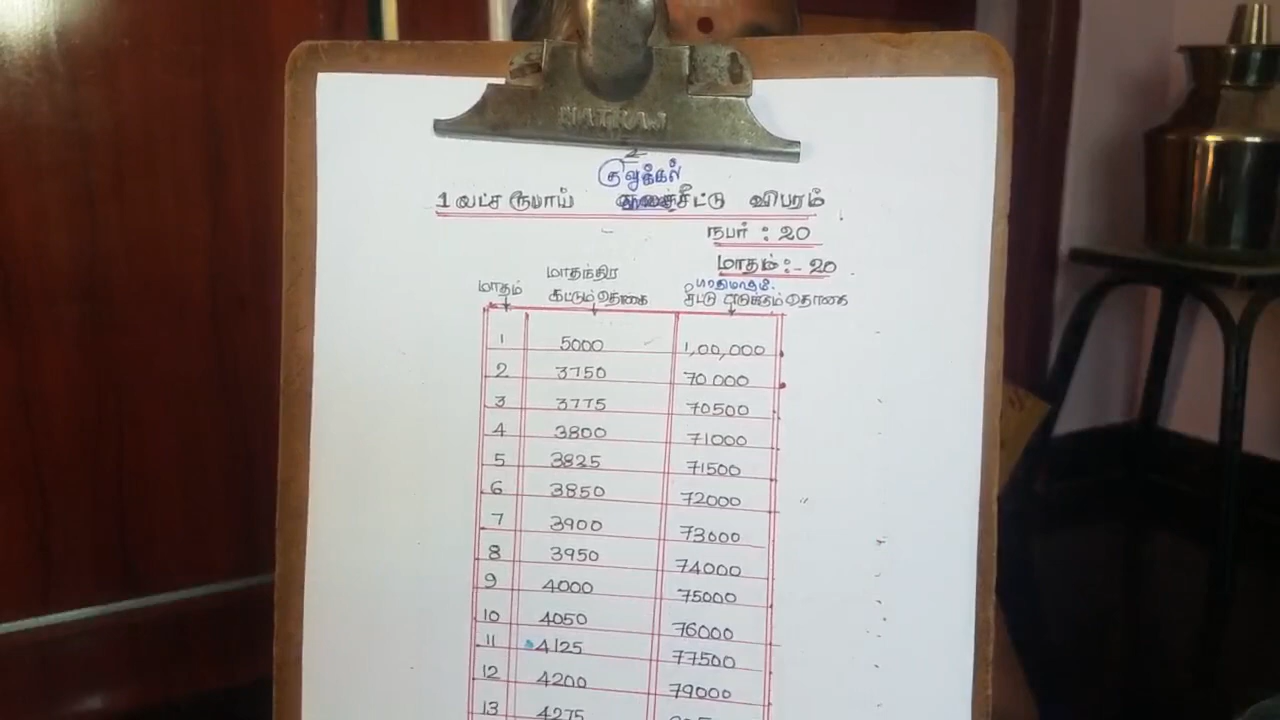 NATRAJ
2
குலுக்கல்
1 லட்ச ரூபாய் சீட்டு விபரம்
நபர் : 20
மாதம் :- 20
மாதம் மாதந்திர கட்டும் தொகை
சீட்டு எடுக்கும் தொகை
1 5000 1,00,000
2 3750 70000
3 3775 70500
4 3800 71000
5 3825 71500
6 3850 72000
7 3900 73000
8 3950 74000
9 4000 75000
10 4050 76000
11 4125 77500
12 4200 79000
13 4275